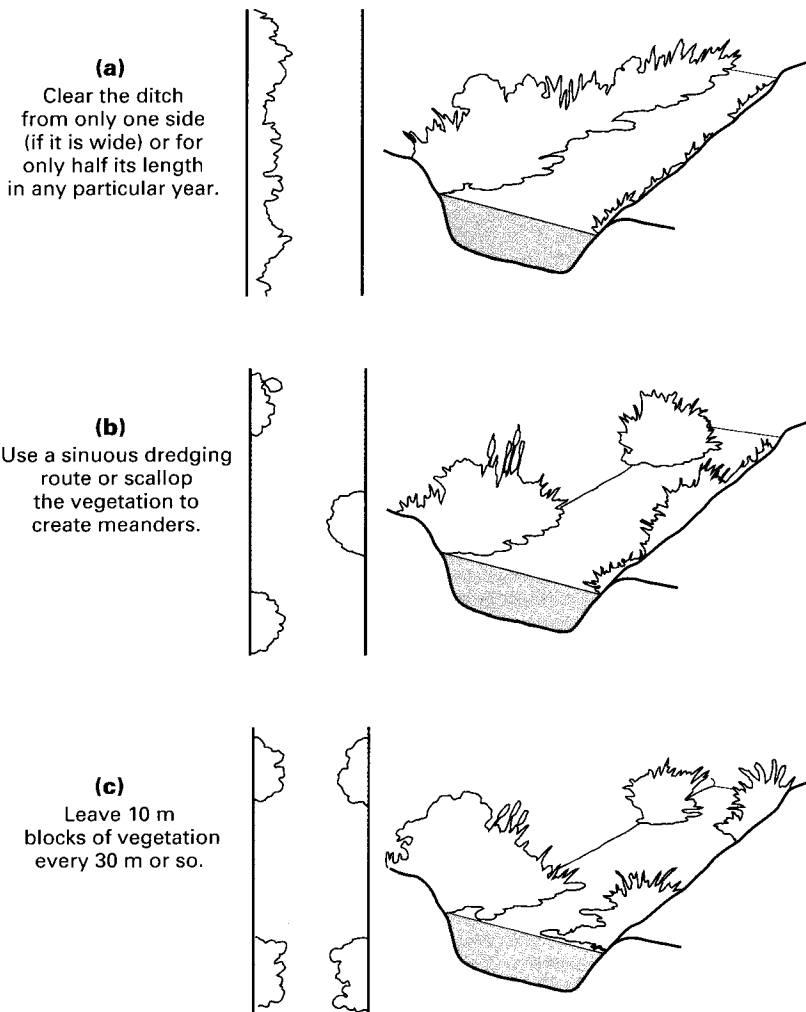 (a)
Clear the ditch
from only one side
(if it is wide) or for
only half its length
in any particular year.
(b)
Use a sinuous dredging
route or scallop
the vegetation to
create meanders.
(c)
Leave 10 m
blocks of vegetation
every 30 m or so.